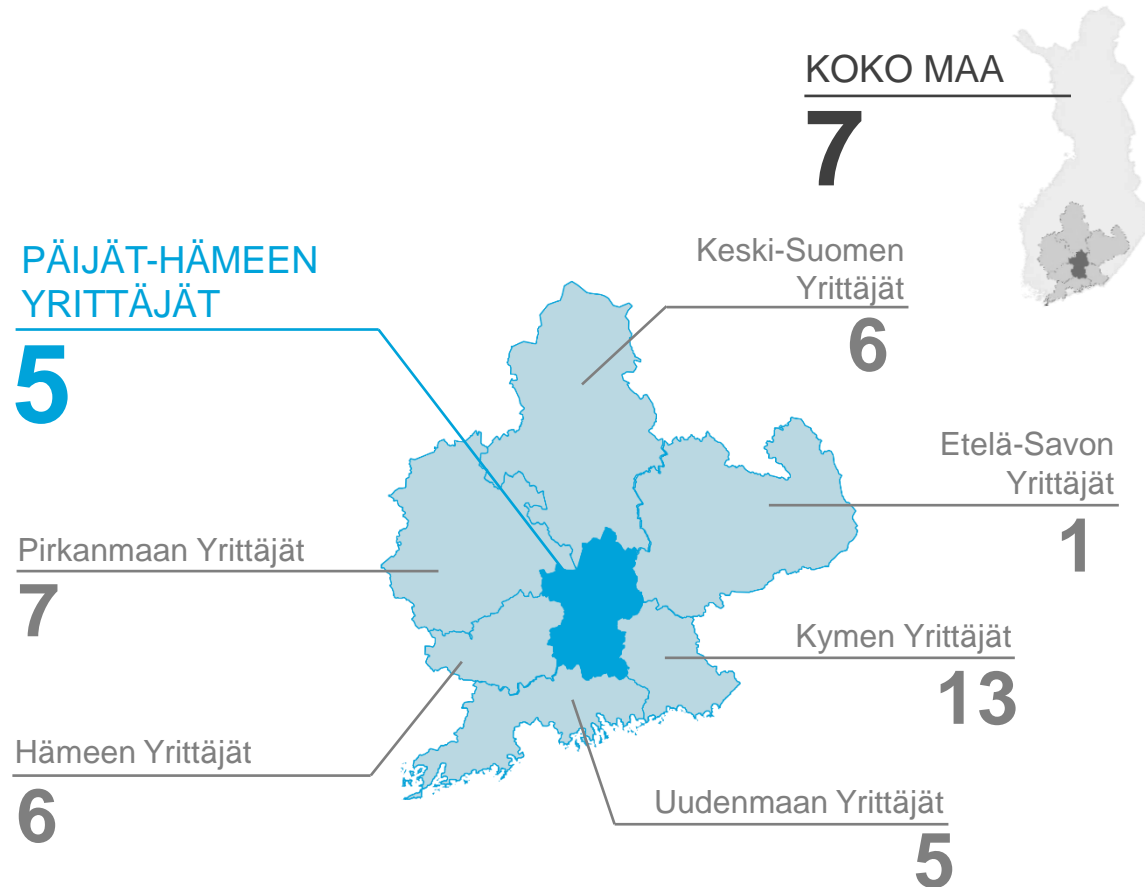 KOKO MAA
7
PÄIJÄT-HÄMEEN
YRITTÄJÄT
5
Keski-Suomen
Yrittäjät
6
Etelä-Savon
Yrittäjät
1
Pirkanmaan Yrittäjät
7
Kymen Yrittäjät
13
Hämeen Yrittäjät
6
Uudenmaan Yrittäjät
5